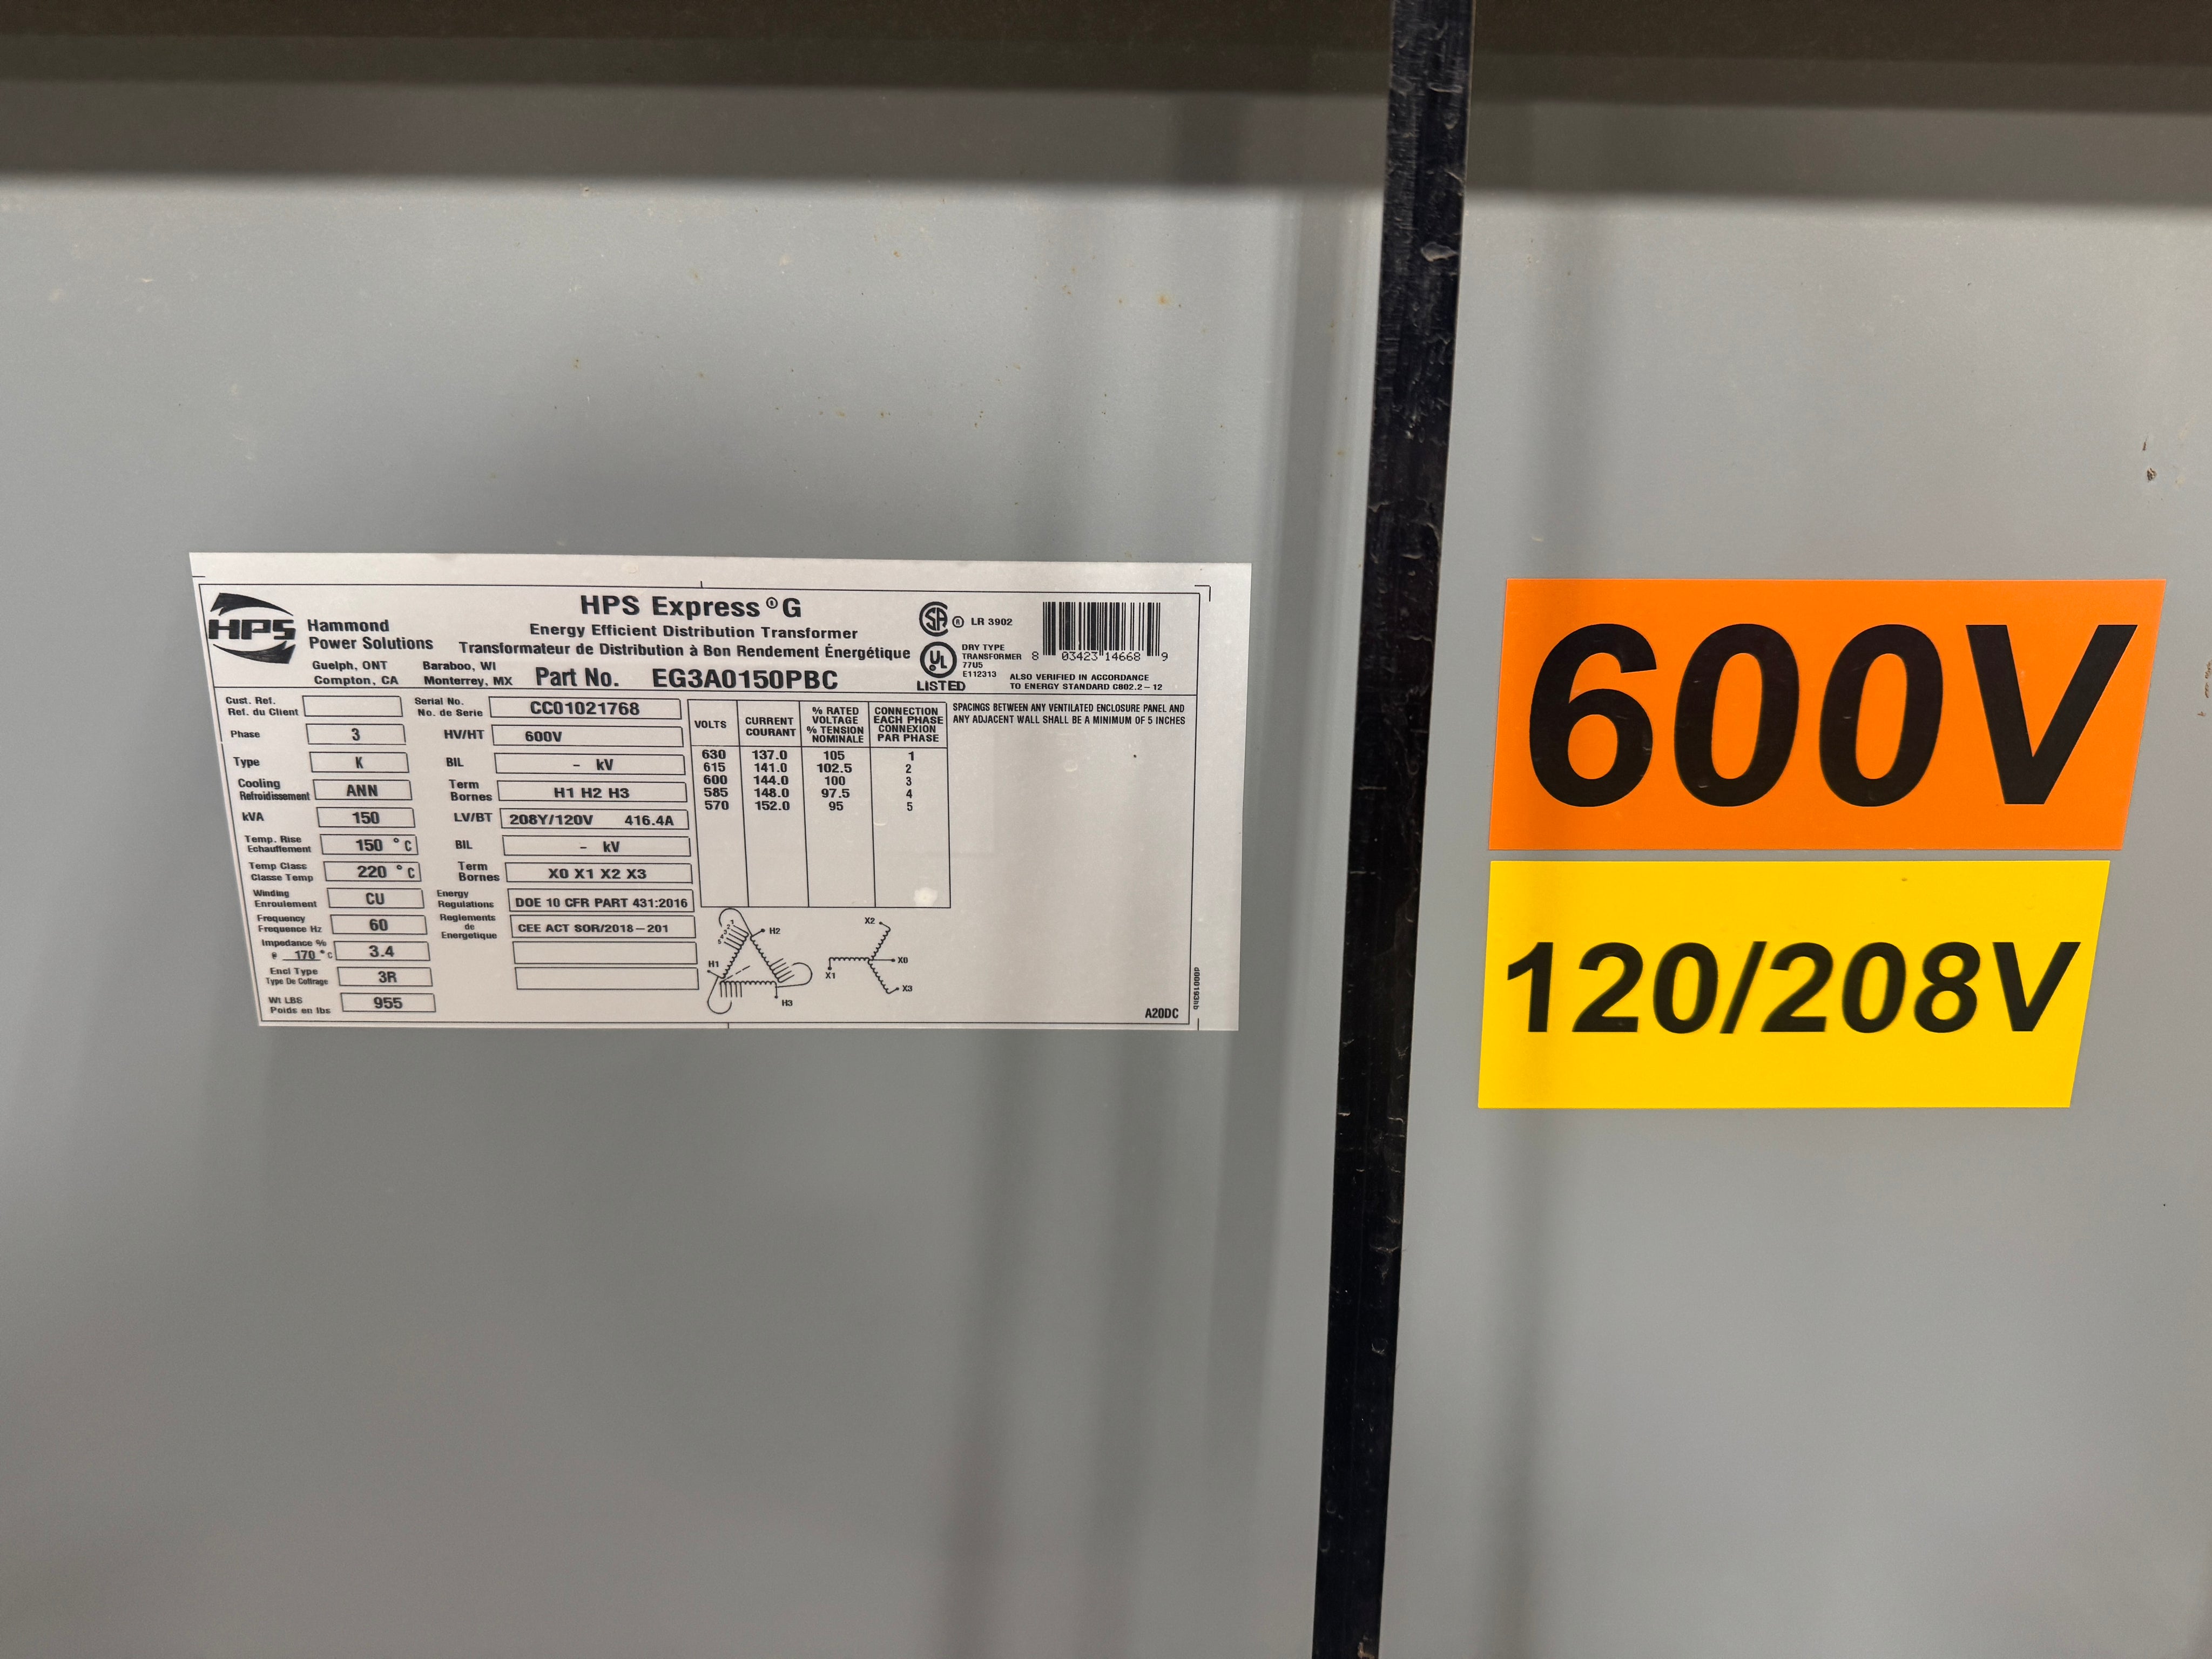 HPS Express® G
Energy Efficient Distribution Transformer
Transformateur de Distribution à Bon Rendement Énergétique
HPS
Hammond
Power Solutions
Guelph, ONT Baraboo, WI
Compton, CA Monterrey, MX
Part No. EG3A0150PBC
SA ® LR 3902
UL
LISTED
DRY TYPE
TRANSFORMER
77U5
E112313
8 03423 14668 9
ALSO VERIFIED IN ACCORDANCE
TO ENERGY STANDARD C802.2-12
Cust. Ref.
Ref. du Client
Phase 3
Type K
Cooling
Refroidissement ANN
kVA 150
Temp. Rise
Echauffement 150 °C
Temp Class
Classe Temp 220 °C
Winding
Enroulement CU
Frequency
Frequence Hz 60
Impedance %
@ 170 °C 3.4
Encl Type
Type De Coffrage 3R
Wt LBS
Poids en lbs 955
Serial No.
No. de Serie CC01021768
HV/HT 600V
BIL - kV
Term
Bornes H1 H2 H3
LV/BT 208Y/120V 416.4A
BIL - kV
Term
Bornes X0 X1 X2 X3
Energy
Regulations DOE 10 CFR PART 431:2016
Reglements
de
Energetique CEE ACT SOR/2018-201
VOLTS CURRENT COURANT % RATED VOLTAGE % TENSION NOMINALE CONNECTION EACH PHASE CONNEXION PAR PHASE
630 137.0 105 1
615 141.0 102.5 2
600 144.0 100 3
585 148.0 97.5 4
570 152.0 95 5
SPACINGS BETWEEN ANY VENTILATED ENCLOSURE PANEL AND
ANY ADJACENT WALL SHALL BE A MINIMUM OF 5 INCHES
H2
H1
H3
X2
X0
X1
X3
A20DC
600V
120/208V